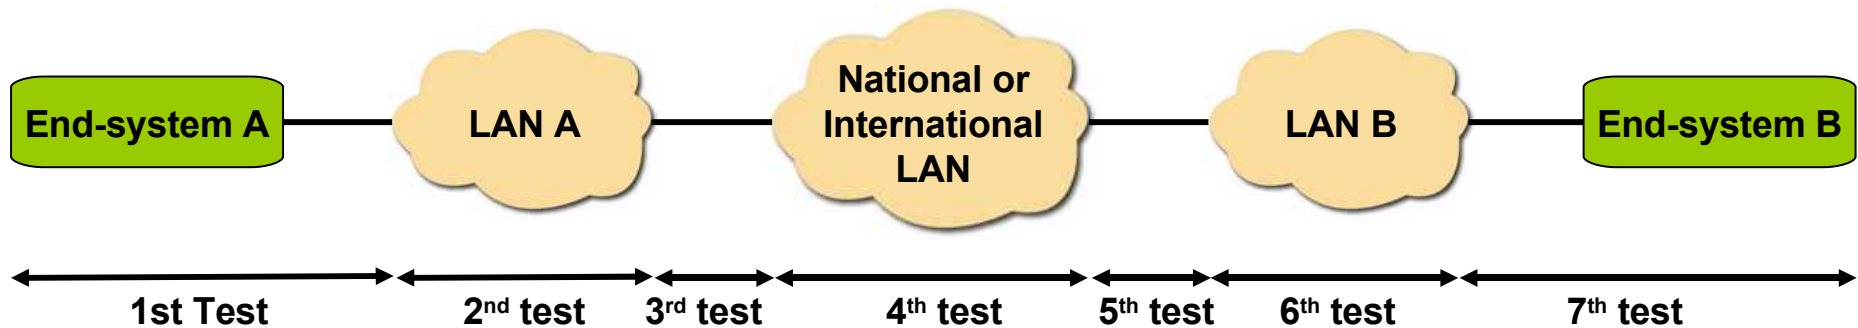 End-system A
LAN A
National or
International
LAN
LAN B
End-system B
1st Test
2nd test
3rd test
4th test
5th test
6th test
7th test